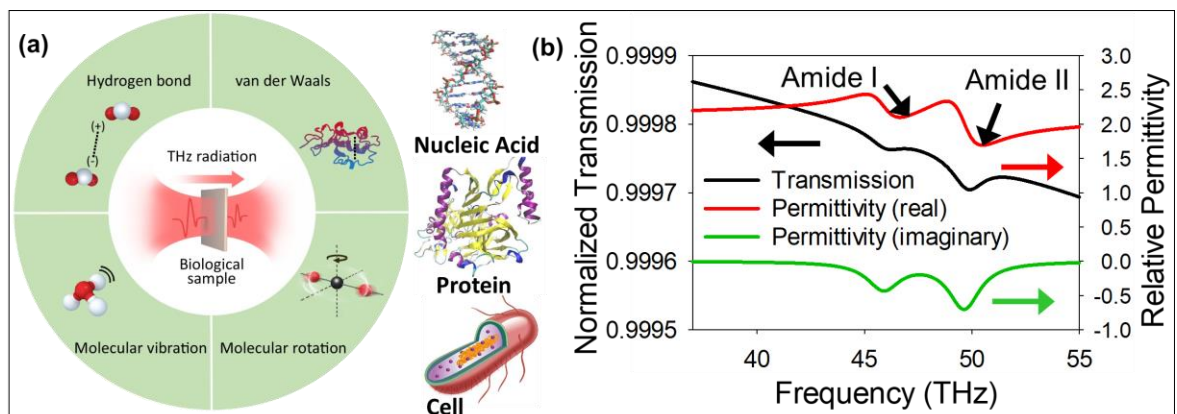 (a)
Hydrogen bond
van der Waals
(+)
(-)
THz radiation
Biological
sample
Molecular vibration
Molecular rotation
Nucleic Acid
Protein
Cell
(b)
Normalized Transmission
0.9999
0.9998
0.9997
0.9996
0.9995
Amide I
Amide II
Transmission
Permittivity (real)
Permittivity (imaginary)
3.0
2.5
2.0
1.5
1.0
0.5
0.0
-0.5
-1.0
Relative Permittivity
40
45
50
55
Frequency (THz)